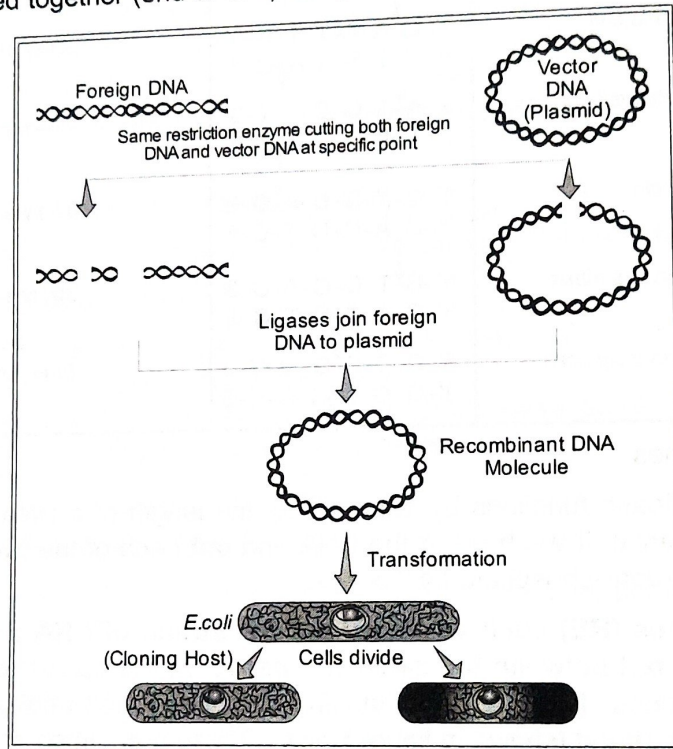 together (
Foreign DNA
Vector
DNA
(Plasmid)
Same restriction enzyme cutting both foreign
DNA and vector DNA at specific point
Ligases join foreign
DNA to plasmid
Recombinant DNA
Molecule
Transformation
E.coli
(Cloning Host)
Cells divide